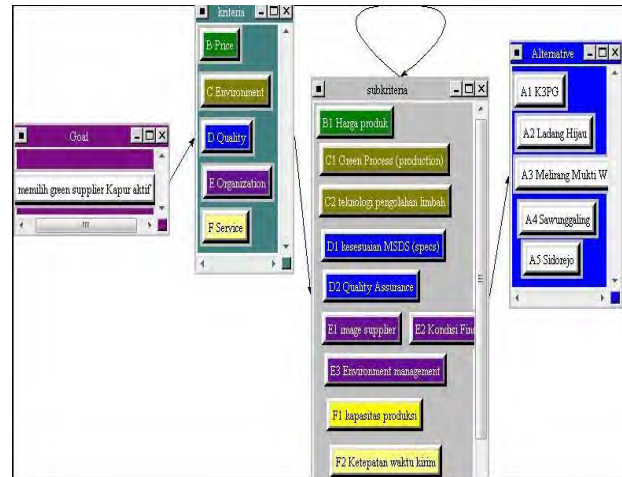 Goal
memilih green supplier Kapur aktif
kriteria
B Price
C Environment
D Quality
E Organization
F Service
subkriteria
B1 Harga produk
C1 Green Process (production)
C2 teknologi pengolahan limbah
D1 kesesuaian MSDS (specs)
D2 Quality Assurance
E1 image supplier
E2 Kondisi Fin
E3 Environment management
F1 kapasitas produksi
F2 Ketepatan waktu kirim
Alternative
A1 K3PG
A2 Ladang Hijau
A3 Melirang Mukti W
A4 Sawunggaling
A5 Sidorejo